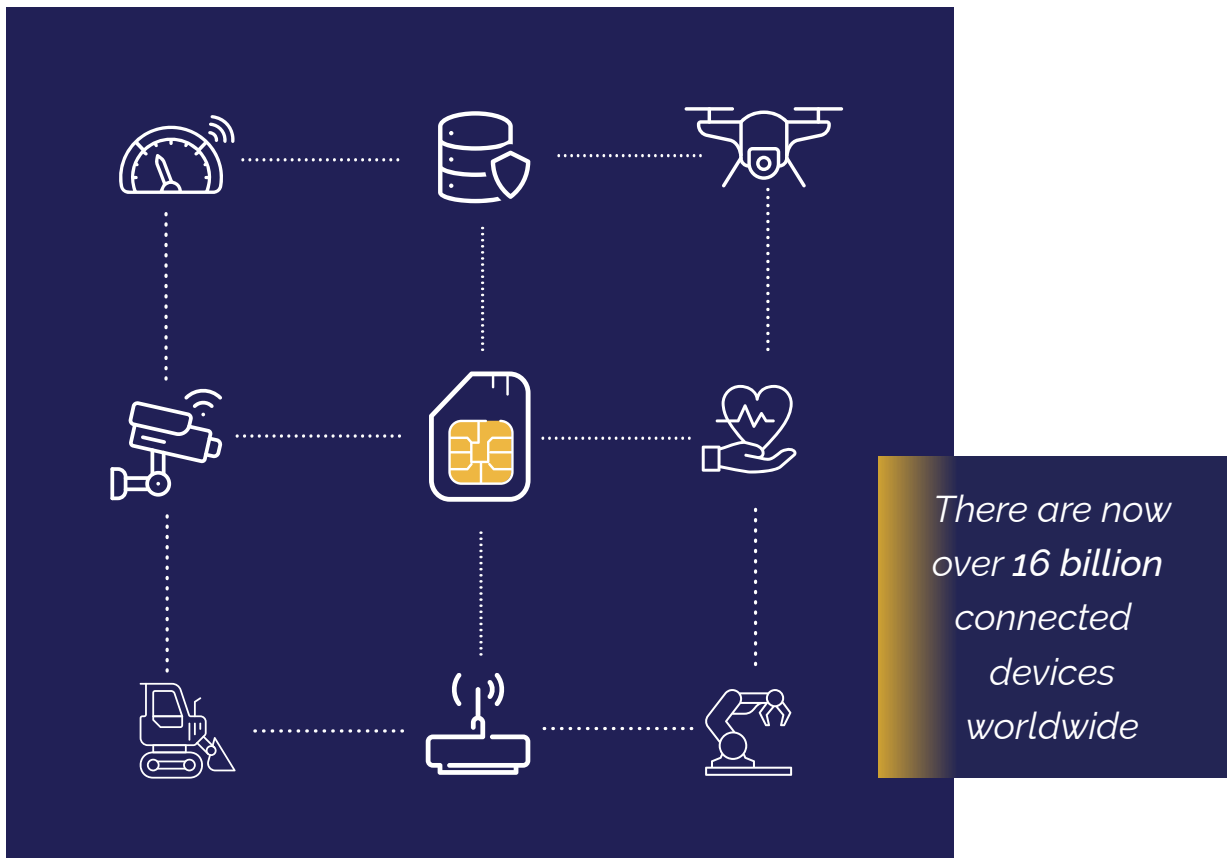 There are now
over 16 billion
connected
devices
worldwide